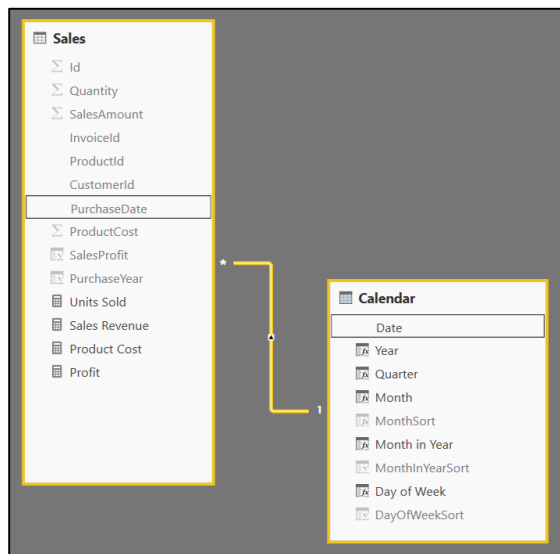 Sales
Id
Quantity
SalesAmount
InvoiceId
ProductId
CustomerId
PurchaseDate
ProductCost
SalesProfit
PurchaseYear
Units Sold
Sales Revenue
Product Cost
Profit
*
1
Calendar
Date
Year
Quarter
Month
MonthSort
Month in Year
MonthInYearSort
Day of Week
DayOfWeekSort